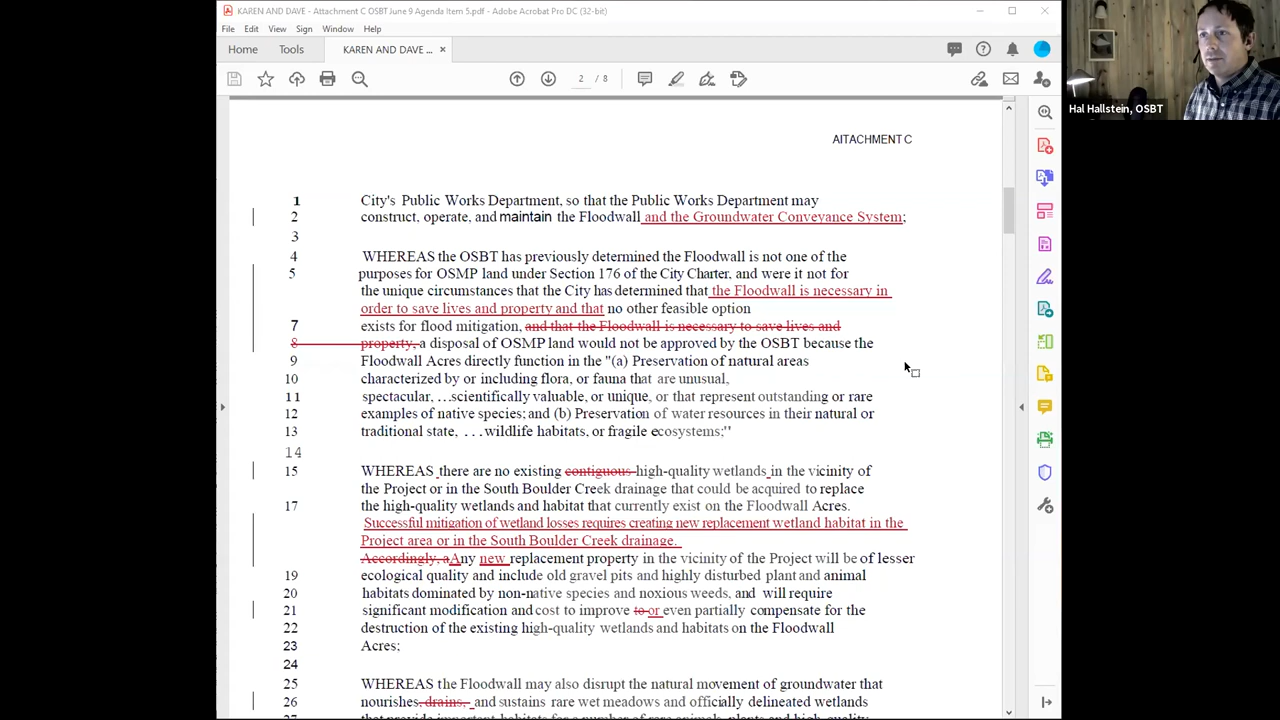 KAREN AND DAVE - Attachment C OSBT June 9 Agenda Item 5.pdf - Adobe Acrobat Pro DC (32-bit)
File Edit View Sign Window Help
Home Tools KAREN AND DAVE ... ×
2 / 8
Hal Hallstein, OSBT
AITACHMENT C
1 City's Public Works Department, so that the Public Works Department may
2 construct, operate, and maintain the Floodwall and the Groundwater Conveyance System;
3
4 WHEREAS the OSBT has previously determined the Floodwall is not one of the
5 purposes for OSMP land under Section 176 of the City Charter, and were it not for
the unique circumstances that the City has determined that the Floodwall is necessary in
order to save lives and property and that no other feasible option
7 exists for flood mitigation, and that the Floodwall is necessary to save lives and
8 property, a disposal of OSMP land would not be approved by the OSBT because the
9 Floodwall Acres directly function in the "(a) Preservation of natural areas
10 characterized by or including flora, or fauna that are unusual,
11 spectacular, ...scientifically valuable, or unique, or that represent outstanding or rare
12 examples of native species; and (b) Preservation of water resources in their natural or
13 traditional state, ... wildlife habitats, or fragile ecosystems;"
14
15 WHEREAS there are no existing contiguous high-quality wetlands in the vicinity of
the Project or in the South Boulder Creek drainage that could be acquired to replace
17 the high-quality wetlands and habitat that currently exist on the Floodwall Acres.
Successful mitigation of wetland losses requires creating new replacement wetland habitat in the
Project area or in the South Boulder Creek drainage.
Accordingly, aAny new replacement property in the vicinity of the Project will be of lesser
19 ecological quality and include old gravel pits and highly disturbed plant and animal
20 habitats dominated by non-native species and noxious weeds, and will require
21 significant modification and cost to improve to or even partially compensate for the
22 destruction of the existing high-quality wetlands and habitats on the Floodwall
23 Acres;
24
25 WHEREAS the Floodwall may also disrupt the natural movement of groundwater that
26 nourishes, drains, and sustains rare wet meadows and officially delineated wetlands
27 that provide important habitats for a number of rare animals, plants and high-quality